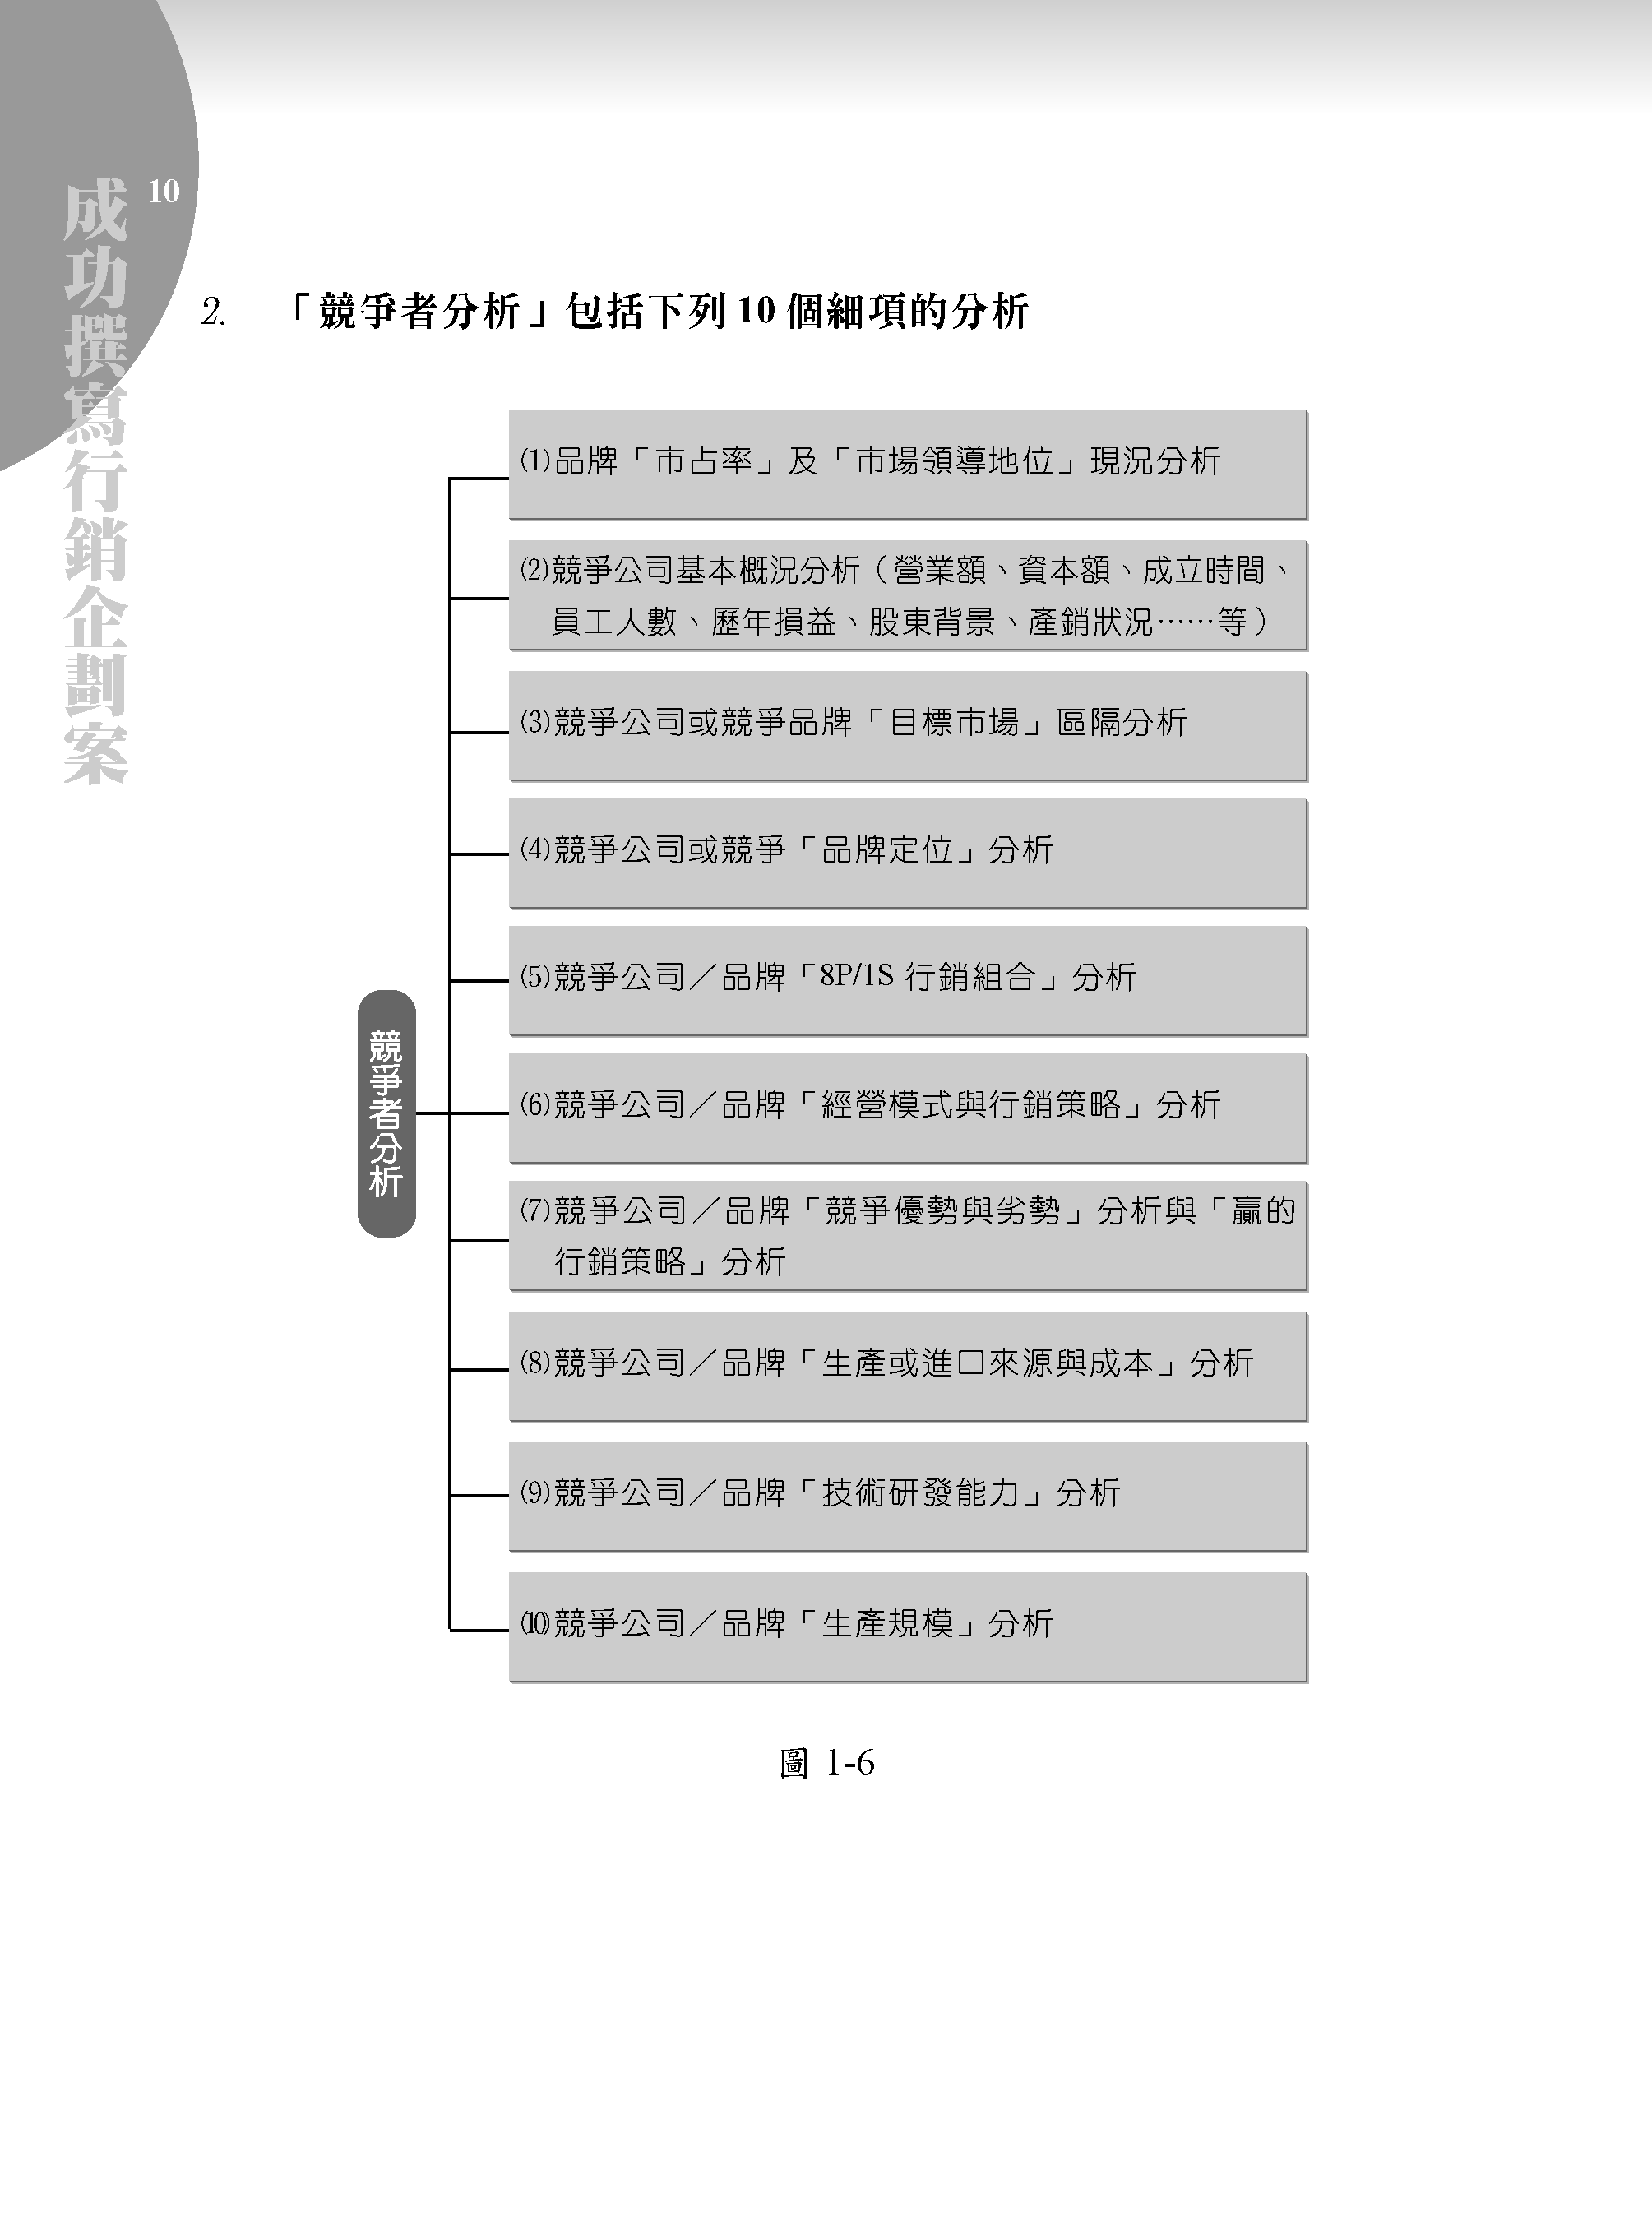 10
成功撰寫行銷企劃案
2. 「競爭者分析」包括下列 10 個細項的分析
競爭者分析
⑴品牌「市占率」及「市場領導地位」現況分析
⑵競爭公司基本概況分析（營業額、資本額、成立時間、
員工人數、歷年損益、股東背景、產銷狀況……等）
⑶競爭公司或競爭品牌「目標市場」區隔分析
⑷競爭公司或競爭「品牌定位」分析
⑸競爭公司／品牌「8P/1S 行銷組合」分析
⑹競爭公司／品牌「經營模式與行銷策略」分析
⑺競爭公司／品牌「競爭優勢與劣勢」分析與「贏的
行銷策略」分析
⑻競爭公司／品牌「生產或進口來源與成本」分析
⑼競爭公司／品牌「技術研發能力」分析
⑽競爭公司／品牌「生產規模」分析
圖 1-6